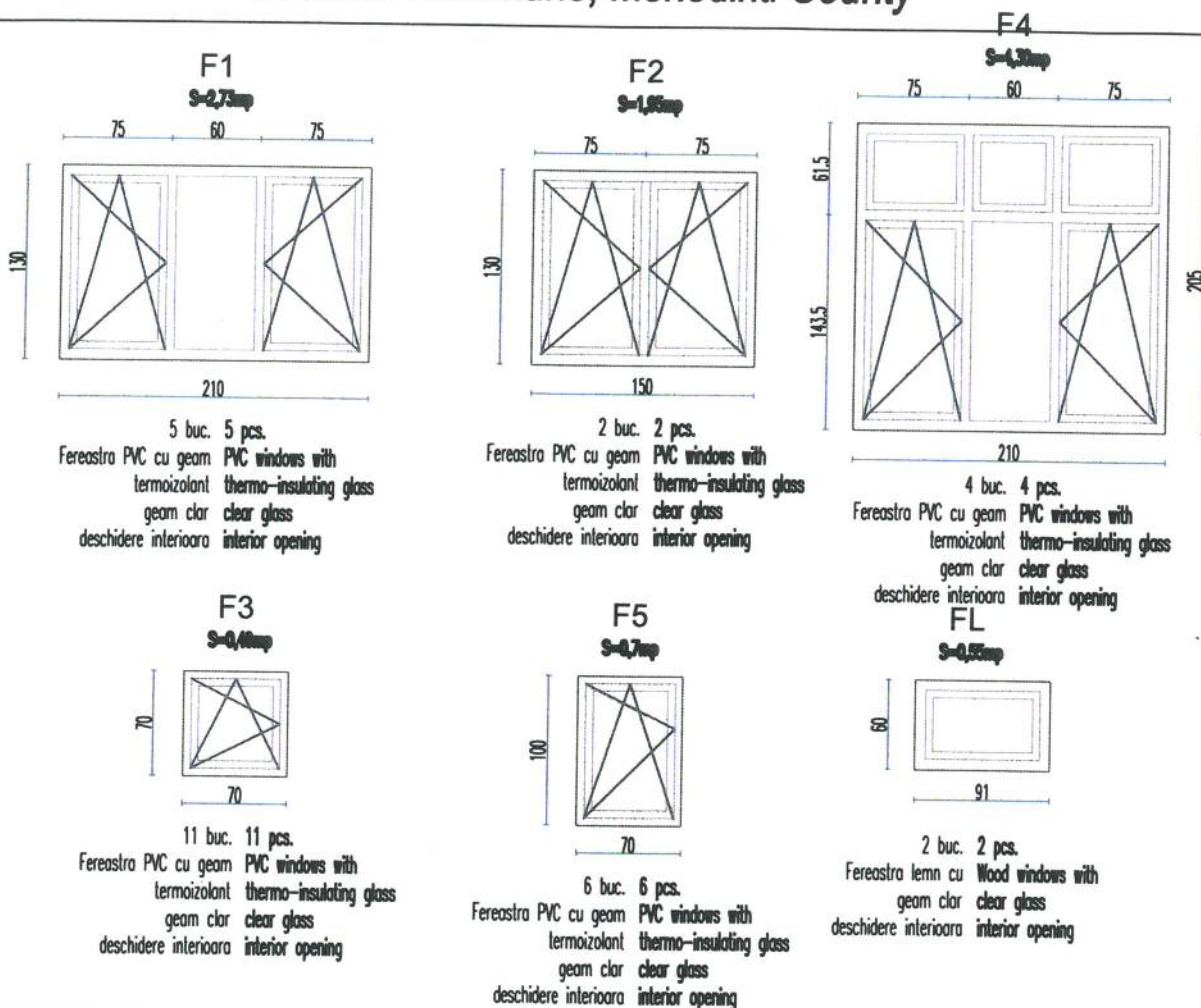 County
F1
S=2,73mp
75 60 75
130
210
5 buc. 5 pcs.
Fereastra PVC cu geam PVC windows with
termoizolant thermo-insulating glass
geam clar clear glass
deschidere interioara interior opening
F2
S=1,95mp
75 75
130
150
2 buc. 2 pcs.
Fereastra PVC cu geam PVC windows with
termoizolant thermo-insulating glass
geam clar clear glass
deschidere interioara interior opening
F4
S=4,30mp
75 60 75
61.5
143.5
205
210
4 buc. 4 pcs.
Fereastra PVC cu geam PVC windows with
termoizolant thermo-insulating glass
geam clar clear glass
deschidere interioara interior opening
F3
70
70
11 buc. 11 pcs.
Fereastra PVC cu geam PVC windows with
termoizolant thermo-insulating glass
geam clar clear glass
deschidere interioara interior opening
F5
S=0,7mp
100
70
6 buc. 6 pcs.
Fereastra PVC cu geam PVC windows with
termoizolant thermo-insulating glass
geam clar clear glass
deschidere interioara interior opening
FL
S=0,55mp
60
91
2 buc. 2 pcs.
Fereastra lemn cu Wood windows with
geam clar clear glass
deschidere interioara interior opening